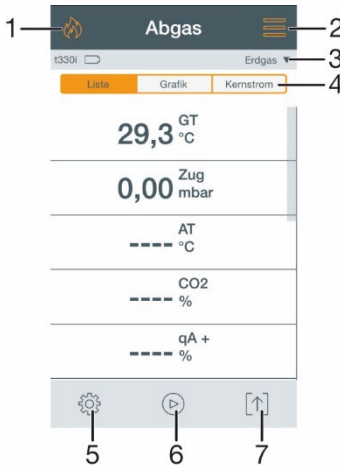 1 Abgas 2
t330i Erdgas 3
Liste Grafik Kernstrom 4
29,3 GT °C
0,00 Zug mbar
---- AT °C
---- CO2 %
---- qA + %
5 6 7